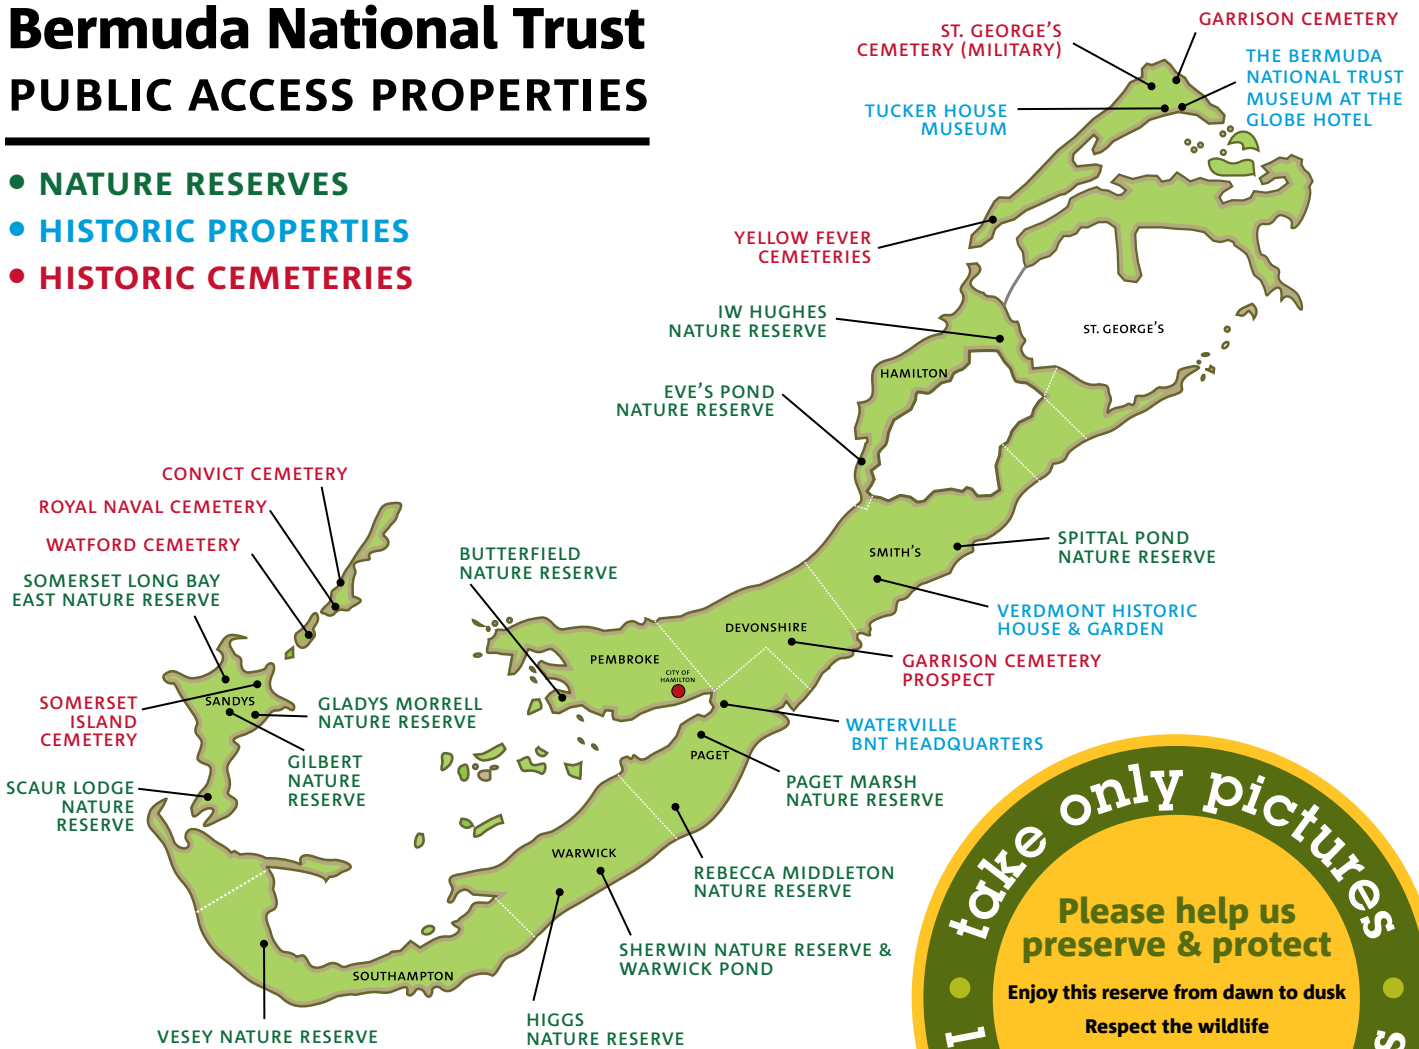 Bermuda National Trust
PUBLIC ACCESS PROPERTIES
• NATURE RESERVES
• HISTORIC PROPERTIES
• HISTORIC CEMETERIES
ST. GEORGE'S
CEMETERY (MILITARY)
GARRISON CEMETERY
THE BERMUDA
NATIONAL TRUST
MUSEUM AT THE
GLOBE HOTEL
TUCKER HOUSE
MUSEUM
YELLOW FEVER
CEMETERIES
IW HUGHES
NATURE RESERVE
ST. GEORGE'S
HAMILTON
EVE'S POND
NATURE RESERVE
CONVICT CEMETERY
ROYAL NAVAL CEMETERY
WATFORD CEMETERY
SOMERSET LONG BAY
EAST NATURE RESERVE
BUTTERFIELD
NATURE RESERVE
SMITH'S
SPITTAL POND
NATURE RESERVE
VERDMONT HISTORIC
HOUSE & GARDEN
DEVONSHIRE
GARRISON CEMETERY
PROSPECT
PEMBROKE
CITY OF
HAMILTON
SANDYS
SOMERSET
ISLAND
CEMETERY
GLADYS MORRELL
NATURE RESERVE
GILBERT
NATURE
RESERVE
WATERVILLE
BNT HEADQUARTERS
PAGET
PAGET MARSH
NATURE RESERVE
SCAUR LODGE
NATURE
RESERVE
WARWICK
REBECCA MIDDLETON
NATURE RESERVE
SHERWIN NATURE RESERVE &
WARWICK POND
SOUTHAMPTON
HIGGS
NATURE RESERVE
VESEY NATURE RESERVE
take only pictures
Please help us
preserve & protect
Enjoy this reserve from dawn to dusk
Respect the wildlife